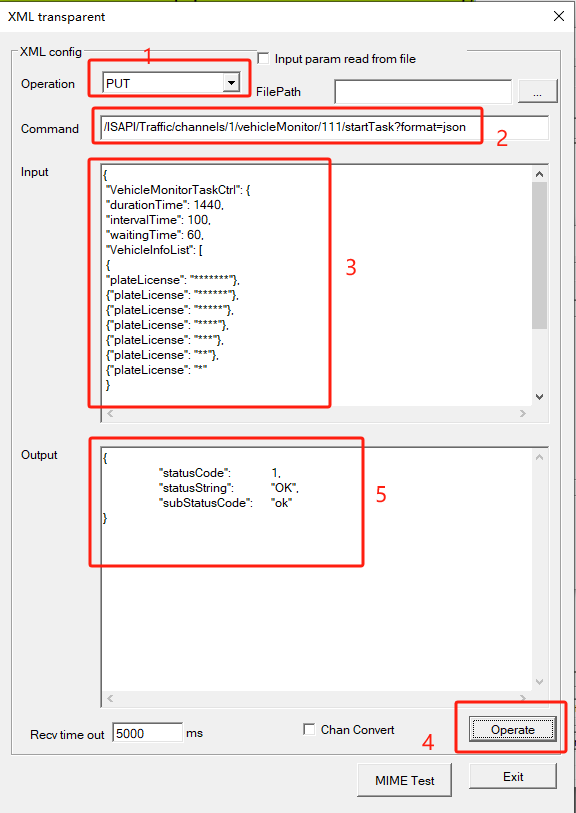 XML transparent
XML config
1
Input param read from file
Operation
PUT
FilePath
...
Command
/ISAPI/Traffic/channels/1/vehicleMonitor/111/startTask?format=json
2
Input
{
"VehicleMonitorTaskCtrl": {
"durationTime": 1440,
"intervalTime": 100,
"waitingTime": 60,
"VehicleInfoList": [
{
"plateLicense": "*******"},
{"plateLicense": "******"},
{"plateLicense": "*****"},
{"plateLicense": "****"},
{"plateLicense": "***"},
{"plateLicense": "**"},
{"plateLicense": "*"
}
3
Output
{
"statusCode": 1,
"statusString": "OK",
"subStatusCode": "ok"
}
5
Recv time out
5000
ms
Chan Convert
4
Operate
MIME Test
Exit